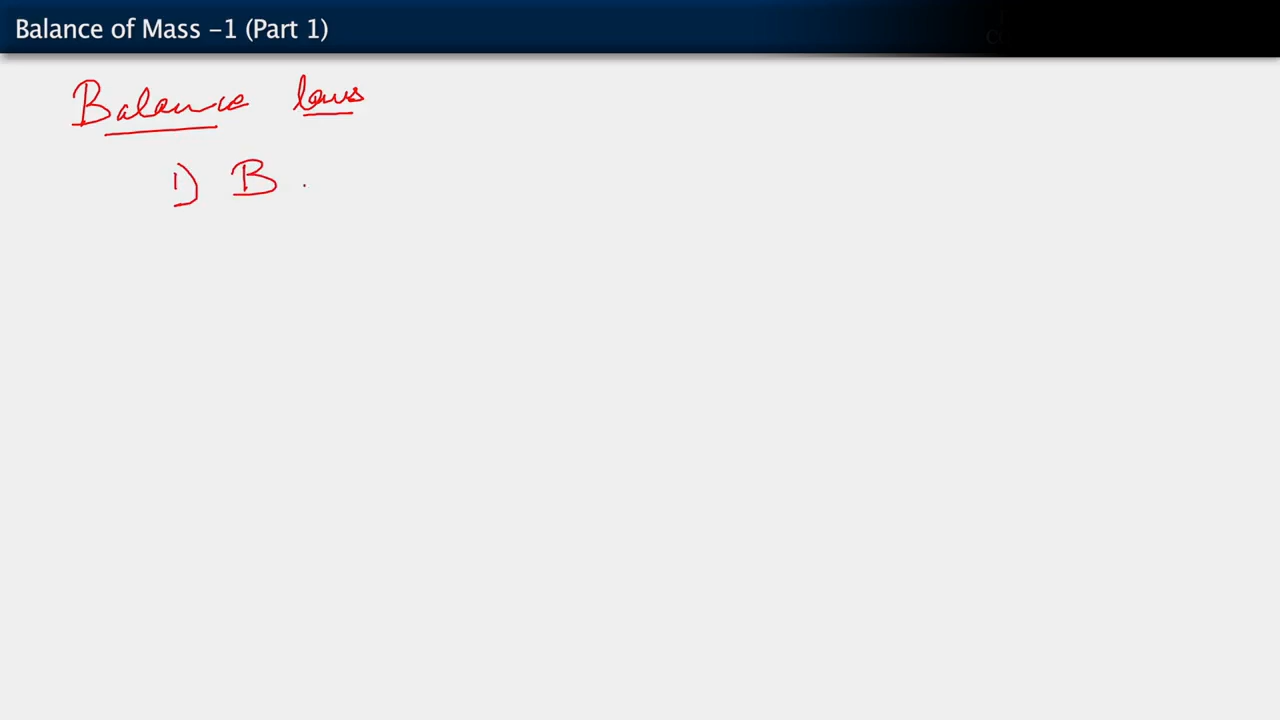 Balance of Mass –1 (Part 1)
Balance laws
1) B .